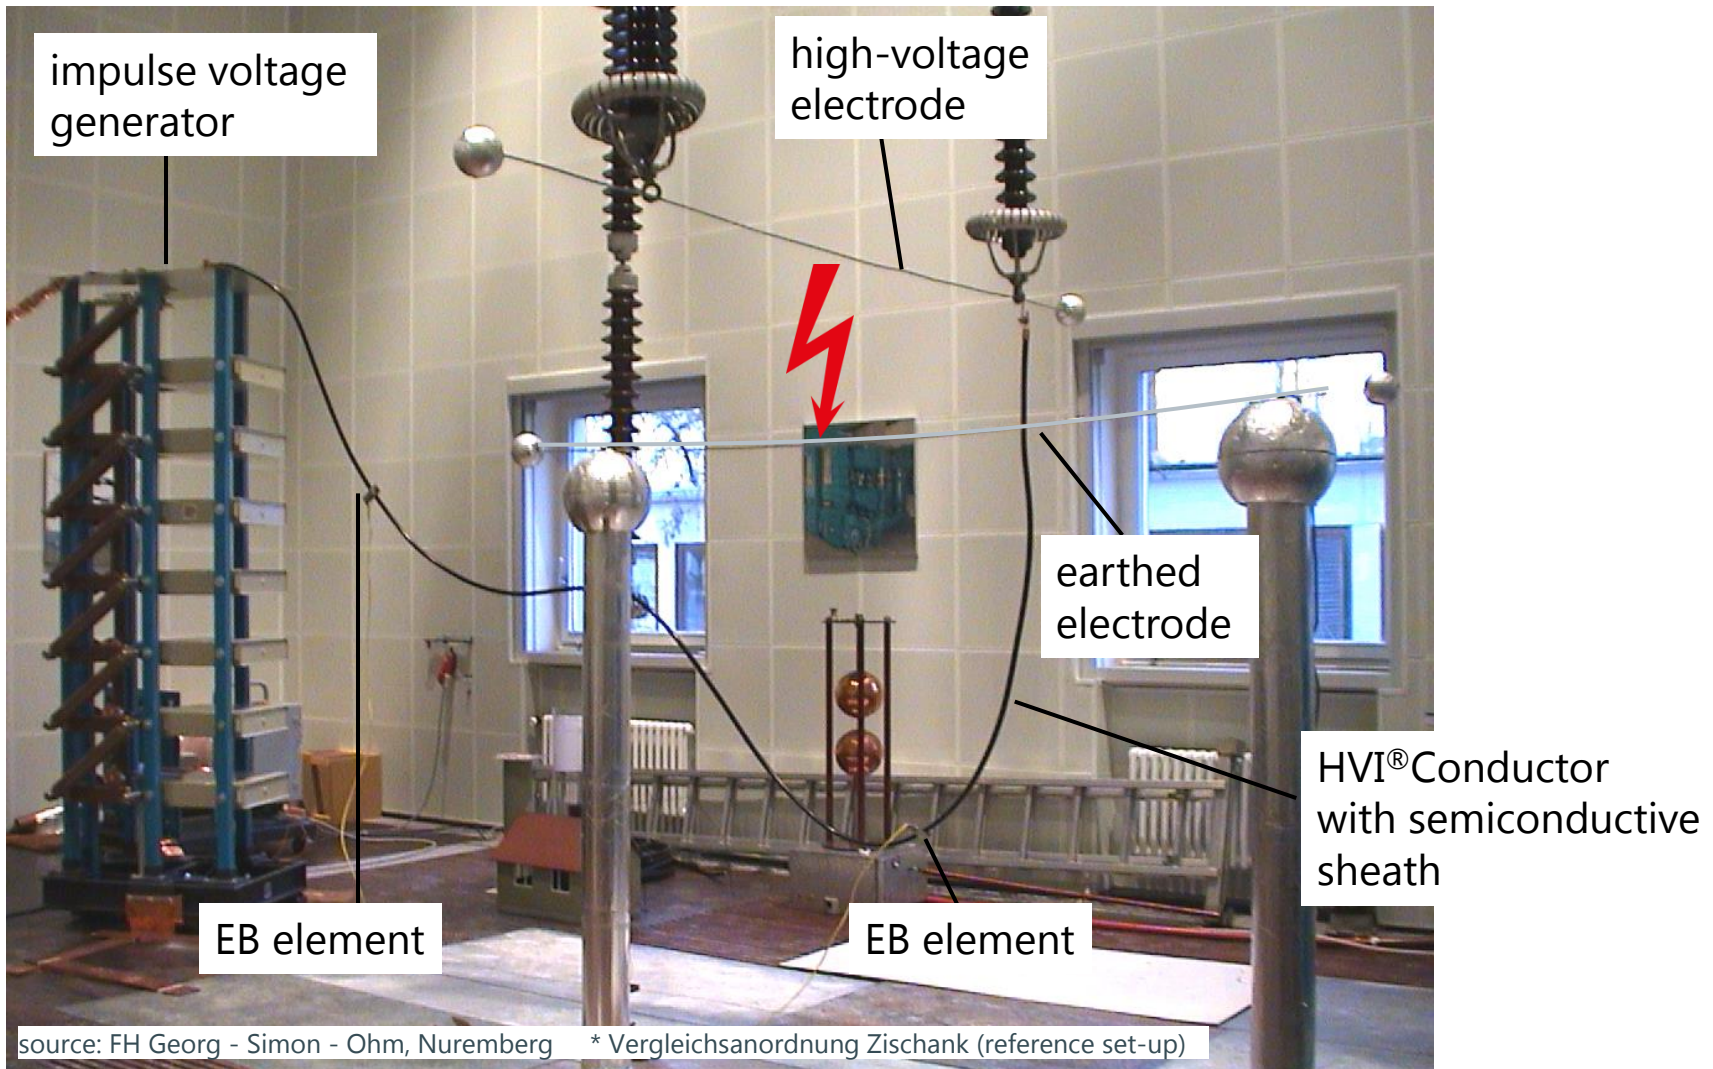 impulse voltage
generator
high-voltage
electrode
earthed
electrode
HVI®Conductor
with semiconductive
sheath
EB element
EB element
source: FH Georg - Simon - Ohm, Nuremberg * Vergleichsanordnung Zischank (reference set-up)